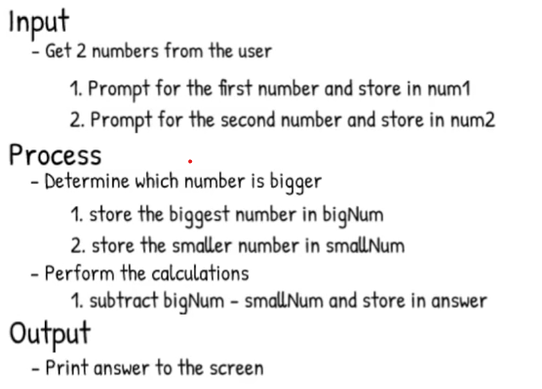 Input
- Get 2 numbers from the user
1. Prompt for the first number and store in num1
2. Prompt for the second number and store in num2
Process
- Determine which number is bigger
1. store the biggest number in bigNum
2. store the smaller number in smallNum
- Perform the calculations
1. subtract bigNum - smallNum and store in answer
Output
- Print answer to the screen